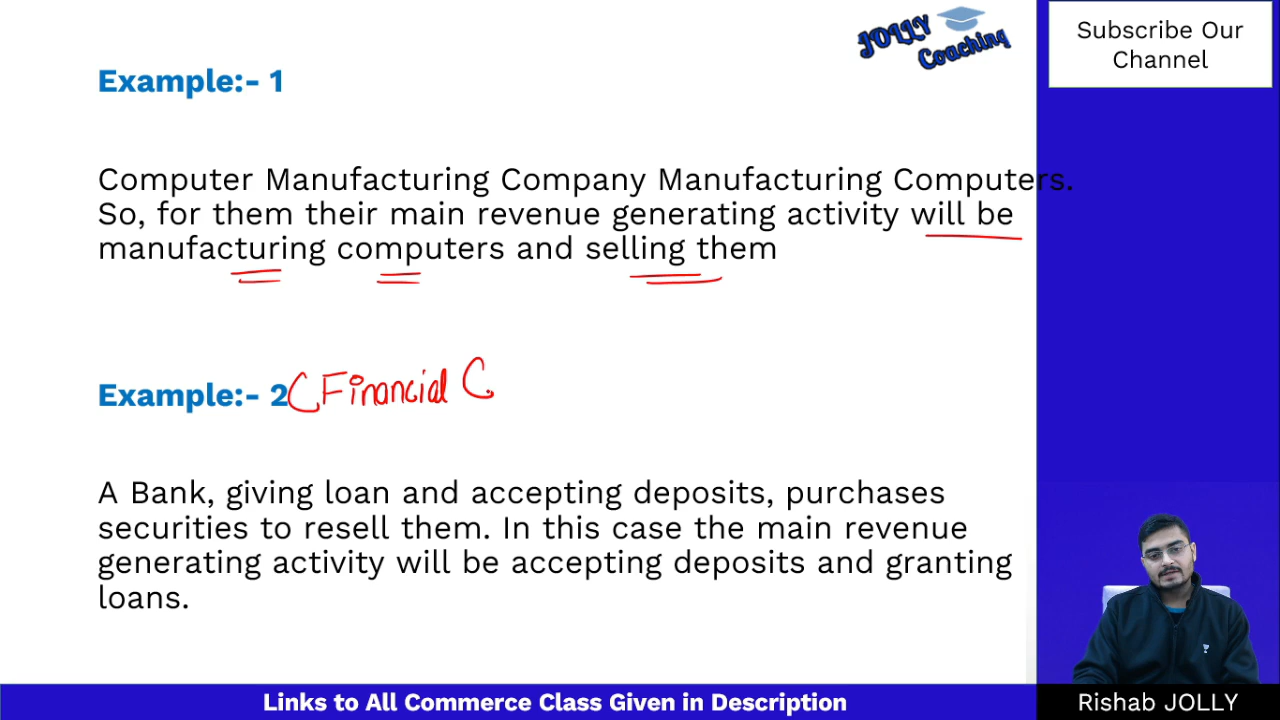 JOLLY
Coaching
Subscribe Our
Channel
Example:- 1
Computer Manufacturing Company Manufacturing Computers.
So, for them their main revenue generating activity will be
manufacturing computers and selling them
Example:- 2 (Financial C
A Bank, giving loan and accepting deposits, purchases
securities to resell them. In this case the main revenue
generating activity will be accepting deposits and granting
loans.
Links to All Commerce Class Given in Description
Rishab JOLLY